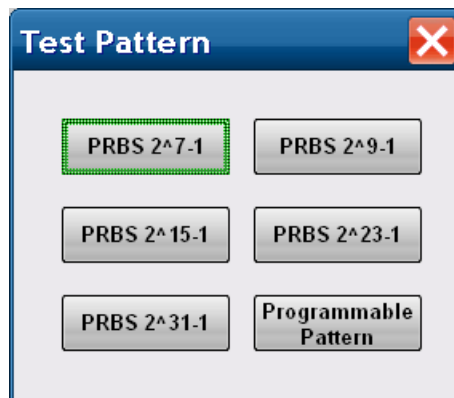 Test Pattern
PRBS 2^7-1
PRBS 2^9-1
PRBS 2^15-1
PRBS 2^23-1
PRBS 2^31-1
Programmable
Pattern